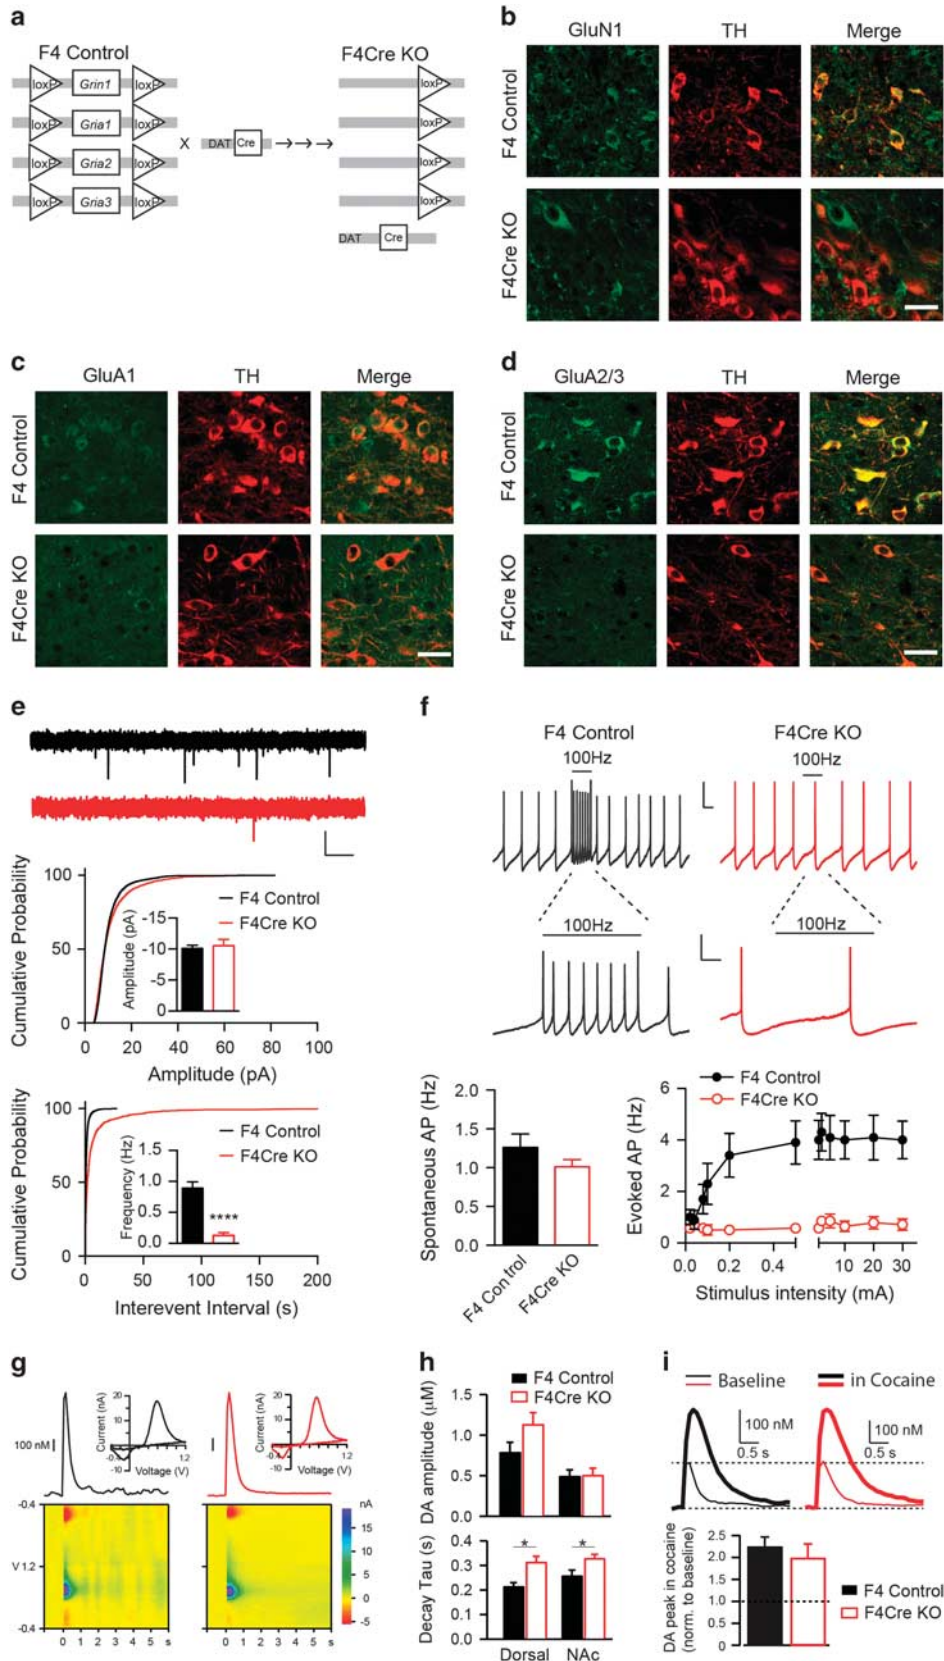 a
F4 Control
F4Cre KO
loxP Grin1 loxP
loxP
loxP Gria1 loxP
loxP
X DAT Cre
loxP Gria2 loxP
loxP
loxP Gria3 loxP
loxP
DAT Cre
b
GluN1 TH Merge
F4 Control
F4Cre KO
c
GluA1 TH Merge
F4 Control
F4Cre KO
d
GluA2/3 TH Merge
F4 Control
F4Cre KO
e
Cumulative Probability
100
50
0
F4 Control
F4Cre KO
Amplitude (pA)
-15
-10
-5
0
0 20 40 60 80 100
Amplitude (pA)
Cumulative Probability
100
50
0
F4 Control
F4Cre KO
Frequency (Hz)
1.5
1.0
0.5
0.0
****
0 50 100 150 200
Interevent Interval (s)
f
F4 Control
100Hz
F4Cre KO
100Hz
100Hz
100Hz
Spontaneous AP (Hz)
2.0
1.5
1.0
0.5
0.0
F4 Control
F4Cre KO
F4 Control
F4Cre KO
Evoked AP (Hz)
6
4
2
0
0.0 0.2 0.4 10 20 30
Stimulus intensity (mA)
g
100 nM
Current (nA)
20
10
0
-10
-0.4 1.2
Voltage (V)
Current (nA)
20
10
0
-10
-0.4 1.2
Voltage (V)
-0.4
V 1.2
-0.4
0 1 2 3 4 5 s
0 1 2 3 4 5 s
nA
15
10
5
0
-5
h
F4 Control
F4Cre KO
DA amplitude (μM)
1.5
1.0
0.5
0.0
Decay Tau (s)
0.4
0.3
0.2
0.1
0.0
* *
Dorsal NAc
i
Baseline
in Cocaine
100 nM
0.5 s
100 nM
0.5 s
DA peak in cocaine
(norm. to baseline)
2.5
2.0
1.5
1.0
0.5
0
F4 Control
F4Cre KO